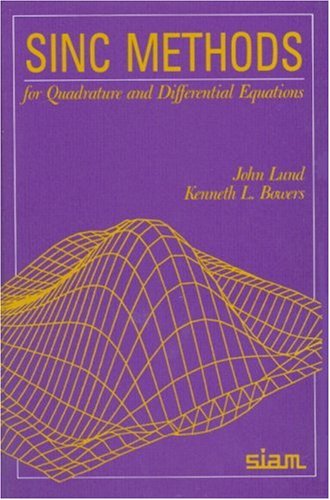 SINC METHODS
for Quadrature and Differential Equations
John Lund
Kenneth L. Bowers
siam